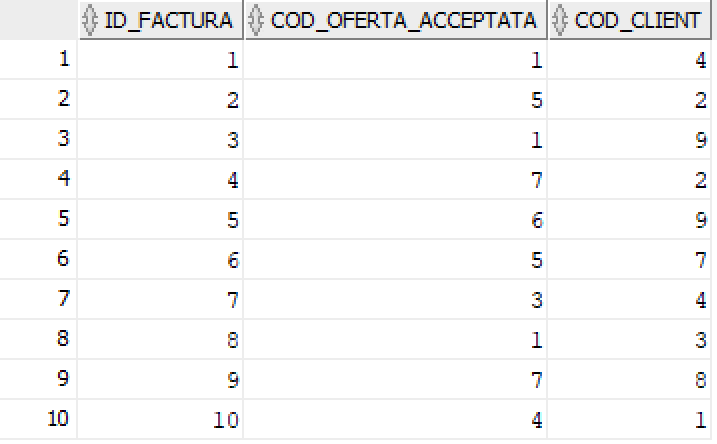 ID_FACTURA COD_OFERTA_ACCEPTATA COD_CLIENT
1 1 1 4
2 2 5 2
3 3 1 9
4 4 7 2
5 5 6 9
6 6 5 7
7 7 3 4
8 8 1 3
9 9 7 8
10 10 4 1